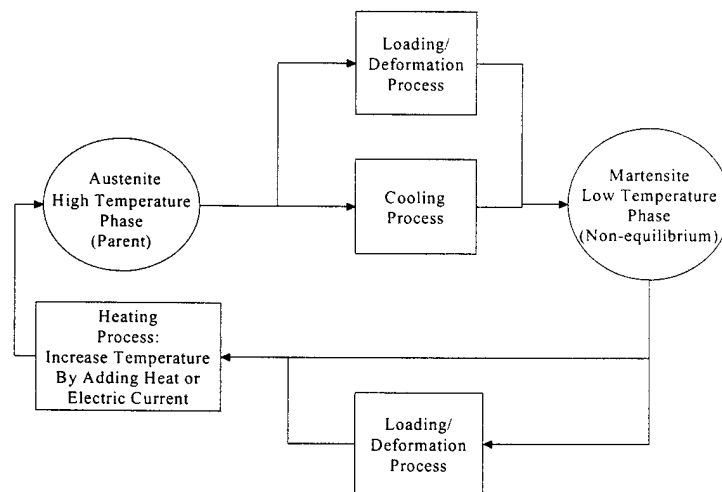 Loading/
Deformation
Process
Austenite
High Temperature
Phase
(Parent)
Cooling
Process
Martensite
Low Temperature
Phase
(Non-equilibrium)
Heating
Process:
Increase Temperature
By Adding Heat or
Electric Current
Loading/
Deformation
Process